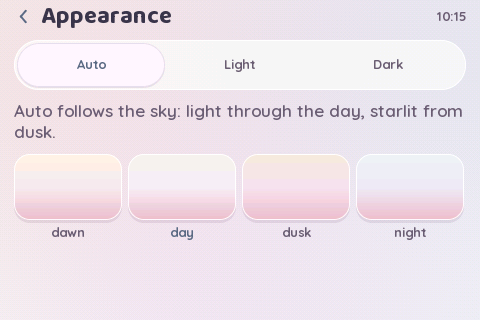 Appearance
10:15
Auto
Light
Dark
Auto follows the sky: light through the day, starlit from
dusk.
dawn
day
dusk
night